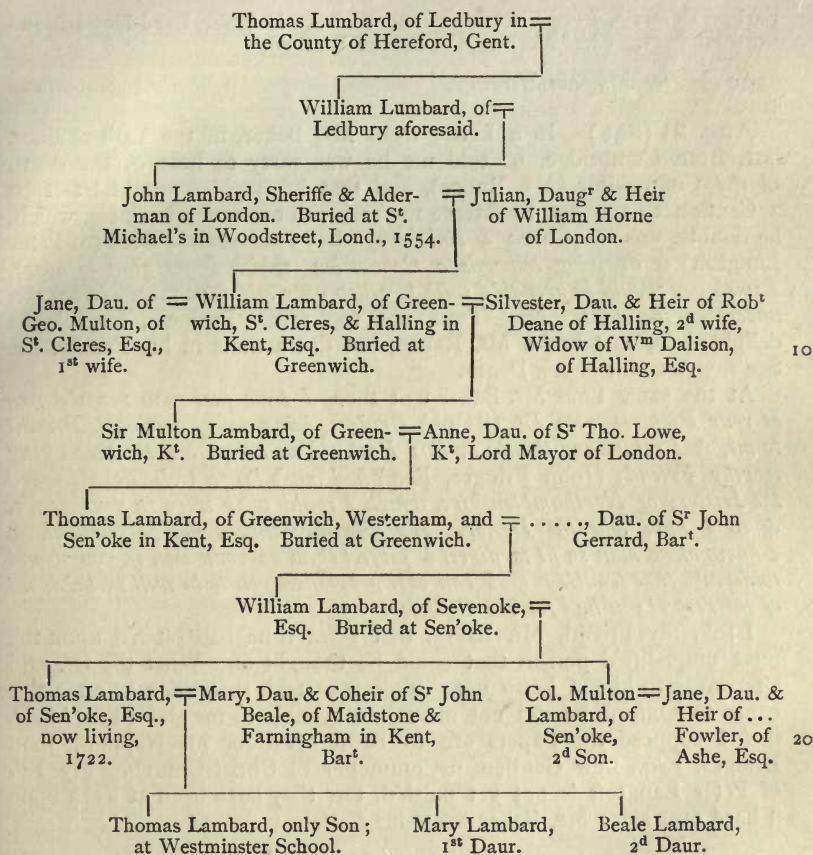 Thomas Lumbard, of Ledbury in
the County of Hereford, Gent.
William Lumbard, of
Ledbury aforesaid.
John Lambard, Sheriffe & Alder-
man of London. Buried at Sᵗ.
Michael's in Woodstreet, Lond., 1554.
Julian, Daugʳ & Heir
of William Horne
of London.
Jane, Dau. of
Geo. Multon, of
Sᵗ. Cleres, Esq.,
1ˢᵗ wife.
William Lambard, of Green-
wich, Sᵗ. Cleres, & Halling in
Kent, Esq. Buried at
Greenwich.
Silvester, Dau. & Heir of Robᵗ
Deane of Halling, 2ᵈ wife,
Widow of Wᵐ Dalison,
of Halling, Esq.
10
Sir Multon Lambard, of Green-
wich, Kᵗ. Buried at Greenwich.
Anne, Dau. of Sʳ Tho. Lowe,
Kᵗ, Lord Mayor of London.
Thomas Lambard, of Greenwich, Westerham, and
Sen'oke in Kent, Esq. Buried at Greenwich.
. . . . ., Dau. of Sʳ John
Gerrard, Barᵗ.
William Lambard, of Sevenoke,
Esq. Buried at Sen'oke.
Thomas Lambard,
of Sen'oke, Esq.,
now living,
1722.
Mary, Dau. & Coheir of Sʳ John
Beale, of Maidstone &
Farningham in Kent,
Barᵗ.
Col. Multon
Lambard, of
Sen'oke,
2ᵈ Son.
Jane, Dau. &
Heir of ...
Fowler, of
Ashe, Esq.
20
Thomas Lambard, only Son;
at Westminster School.
Mary Lambard,
1ˢᵗ Daur.
Beale Lambard,
2ᵈ Daur.